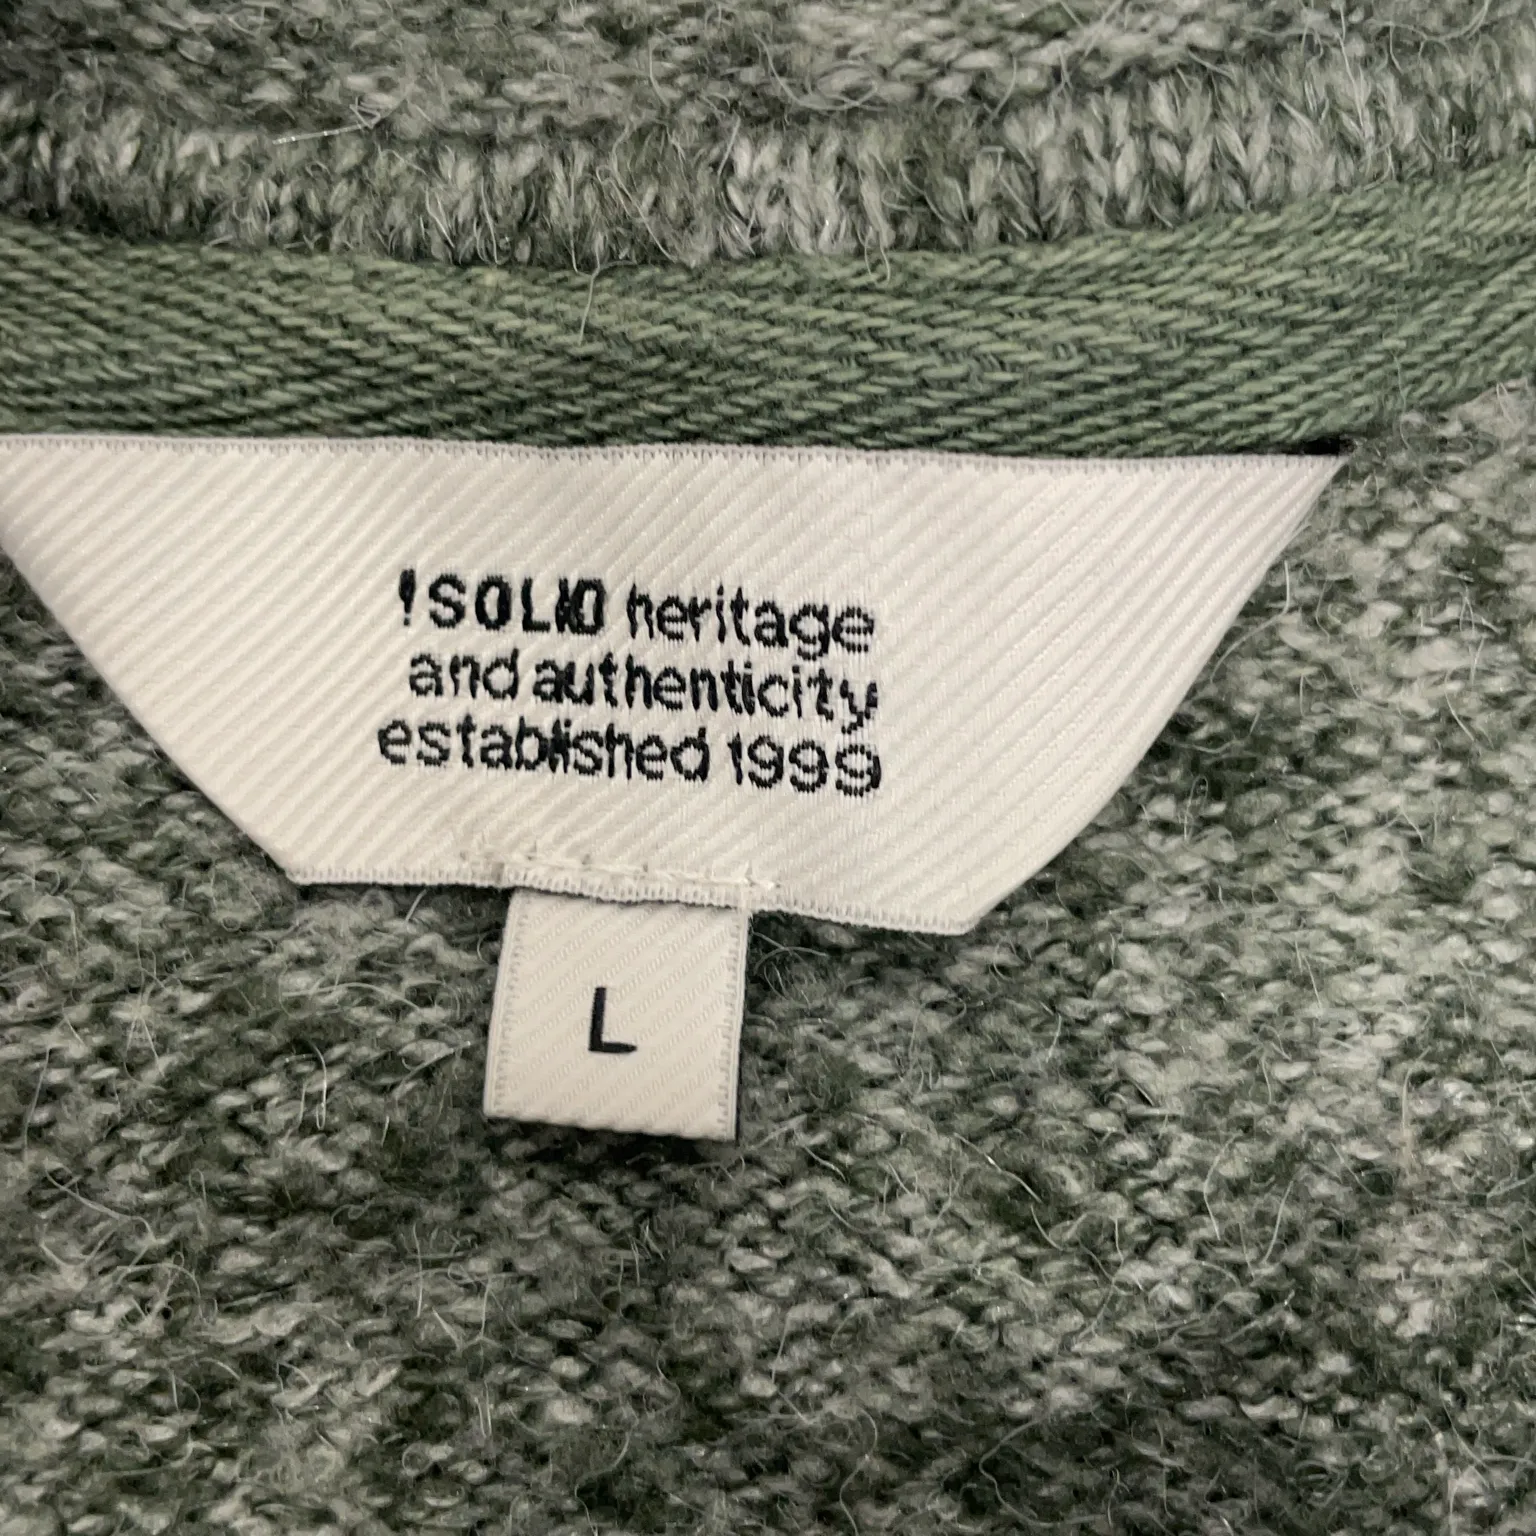 !SOLID heritage
and authenticity
established 1999
L